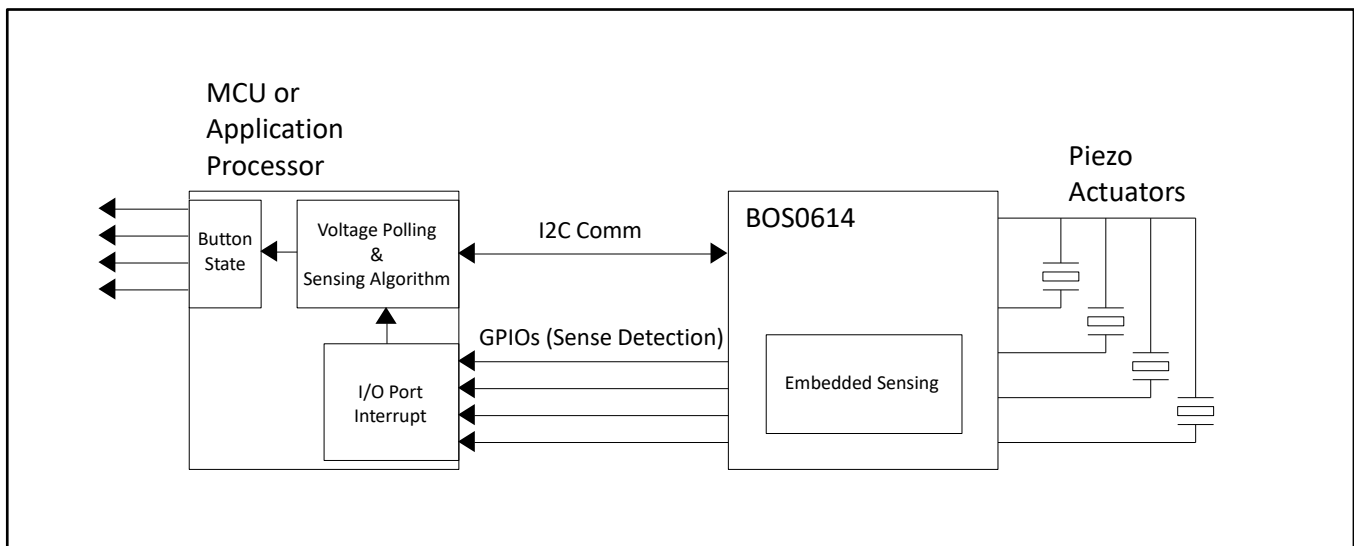 MCU or
Application
Processor
Piezo
Actuators
Button
State
Voltage Polling
&
Sensing Algorithm
I2C Comm
BOS0614
GPIOs (Sense Detection)
I/O Port
Interrupt
Embedded Sensing